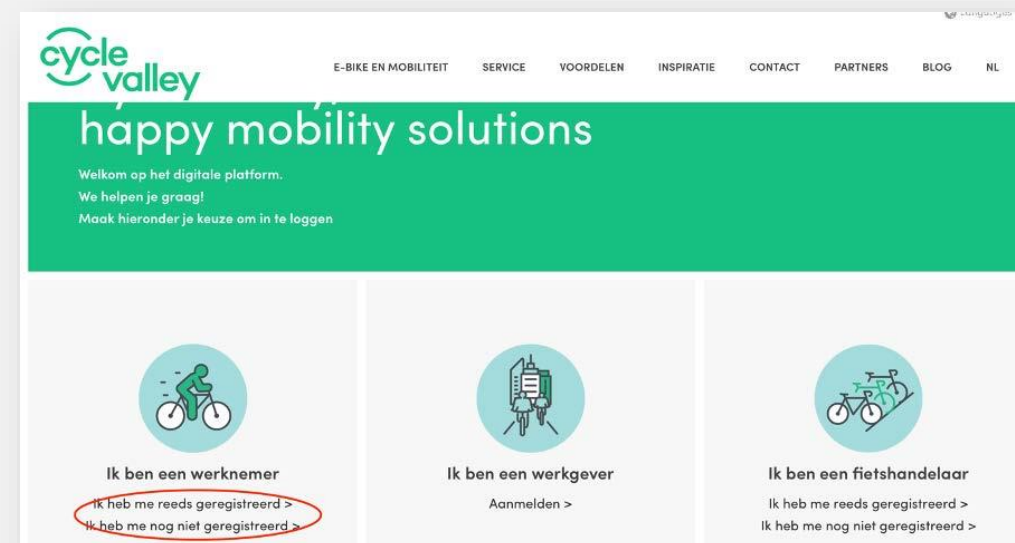 cycle
valley
E-BIKE EN MOBILITEIT SERVICE VOORDELEN INSPIRATIE CONTACT PARTNERS BLOG NL
happy mobility solutions
Welkom op het digitale platform.
We helpen je graag!
Maak hieronder je keuze om in te loggen
Ik ben een werknemer
Ik heb me reeds geregistreerd >
Ik heb me nog niet geregistreerd >
Ik ben een werkgever
Aanmelden >
Ik ben een fietshandelaar
Ik heb me reeds geregistreerd >
Ik heb me nog niet geregistreerd >